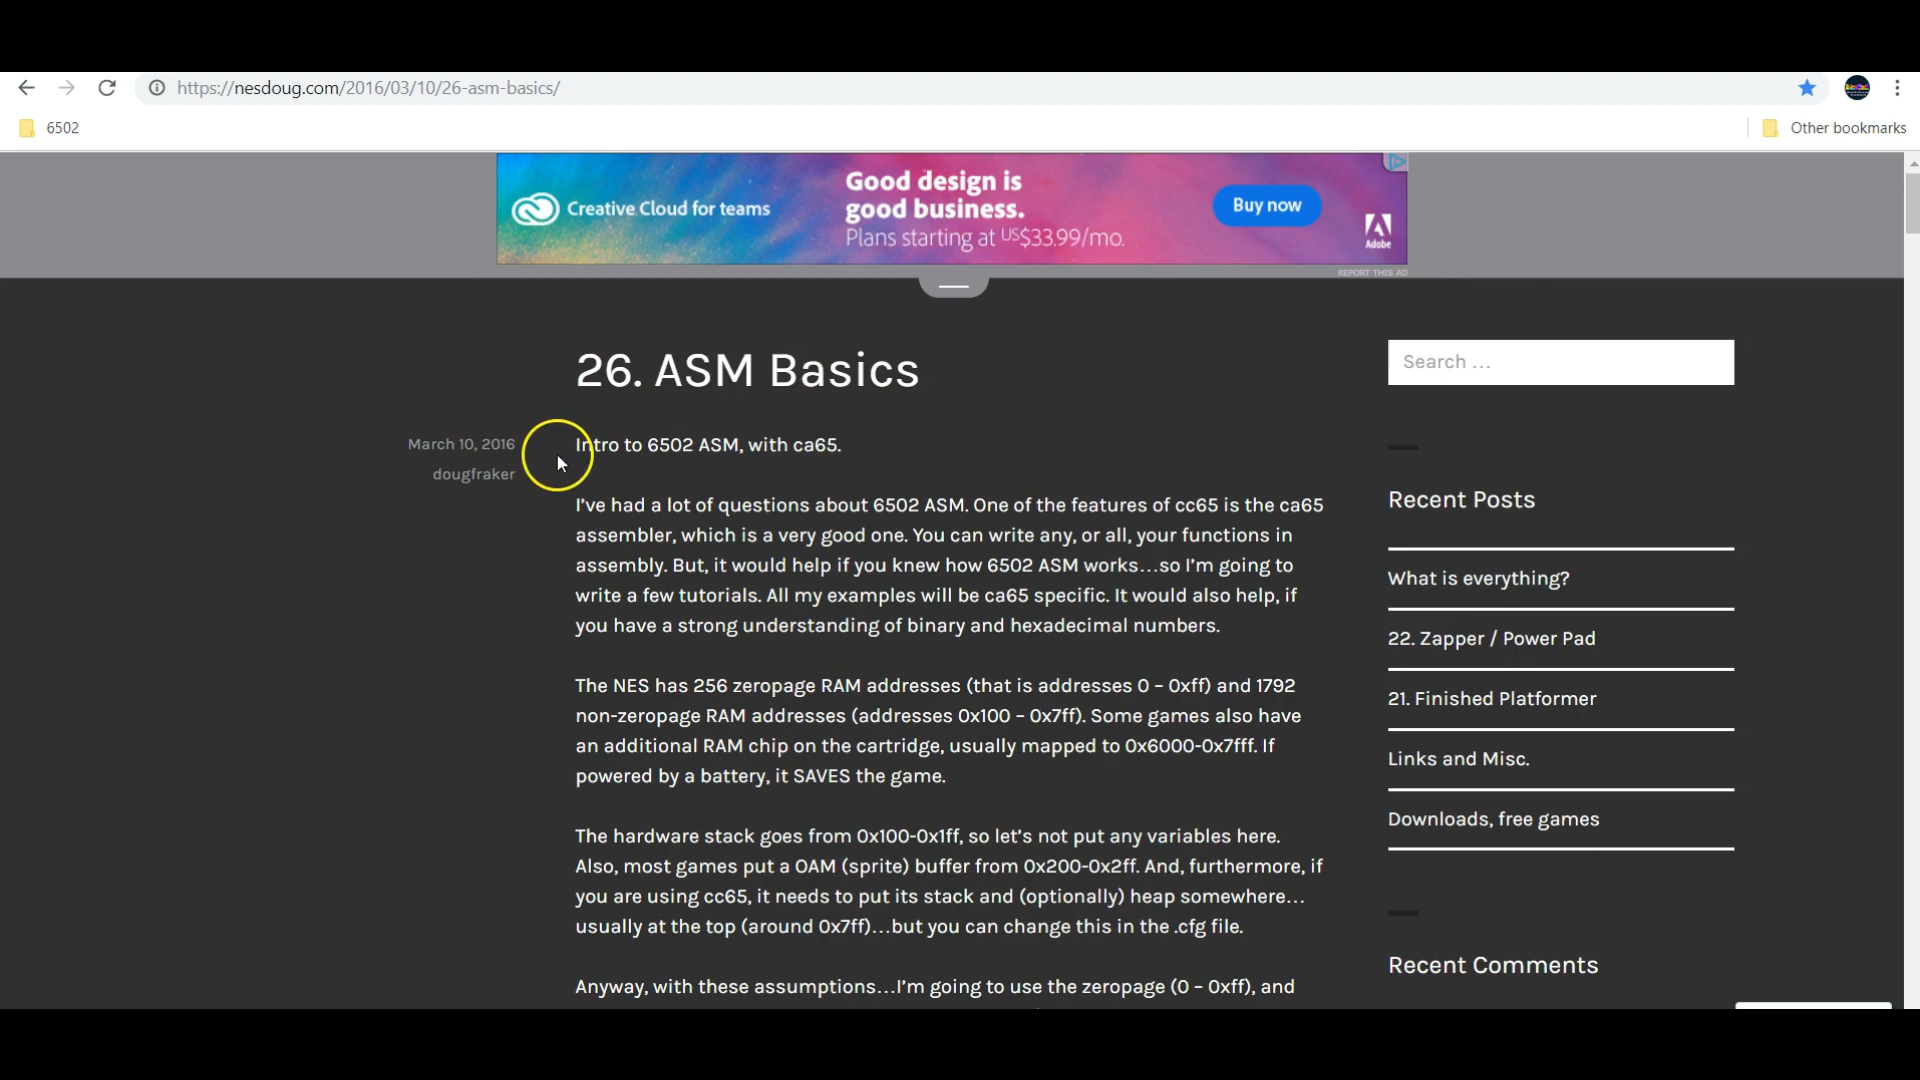 https://nesdoug.com/2016/03/10/26-asm-basics/
6502
Other bookmarks
Creative Cloud for teams
Good design is
good business.
Plans starting at US$33.99/mo.
Buy now
Adobe
REPORT THIS AD
26. ASM Basics
March 10, 2016
dougfraker
Intro to 6502 ASM, with ca65.
I’ve had a lot of questions about 6502 ASM. One of the features of cc65 is the ca65
assembler, which is a very good one. You can write any, or all, your functions in
assembly. But, it would help if you knew how 6502 ASM works…so I’m going to
write a few tutorials. All my examples will be ca65 specific. It would also help, if
you have a strong understanding of binary and hexadecimal numbers.
The NES has 256 zeropage RAM addresses (that is addresses 0 – 0xff) and 1792
non-zeropage RAM addresses (addresses 0x100 – 0x7ff). Some games also have
an additional RAM chip on the cartridge, usually mapped to 0x6000-0x7fff. If
powered by a battery, it SAVES the game.
The hardware stack goes from 0x100-0x1ff, so let’s not put any variables here.
Also, most games put a OAM (sprite) buffer from 0x200-0x2ff. And, furthermore, if
you are using cc65, it needs to put its stack and (optionally) heap somewhere…
usually at the top (around 0x7ff)…but you can change this in the .cfg file.
Anyway, with these assumptions…I’m going to use the zeropage (0 – 0xff), and
Search …
Recent Posts
What is everything?
22. Zapper / Power Pad
21. Finished Platformer
Links and Misc.
Downloads, free games
Recent Comments